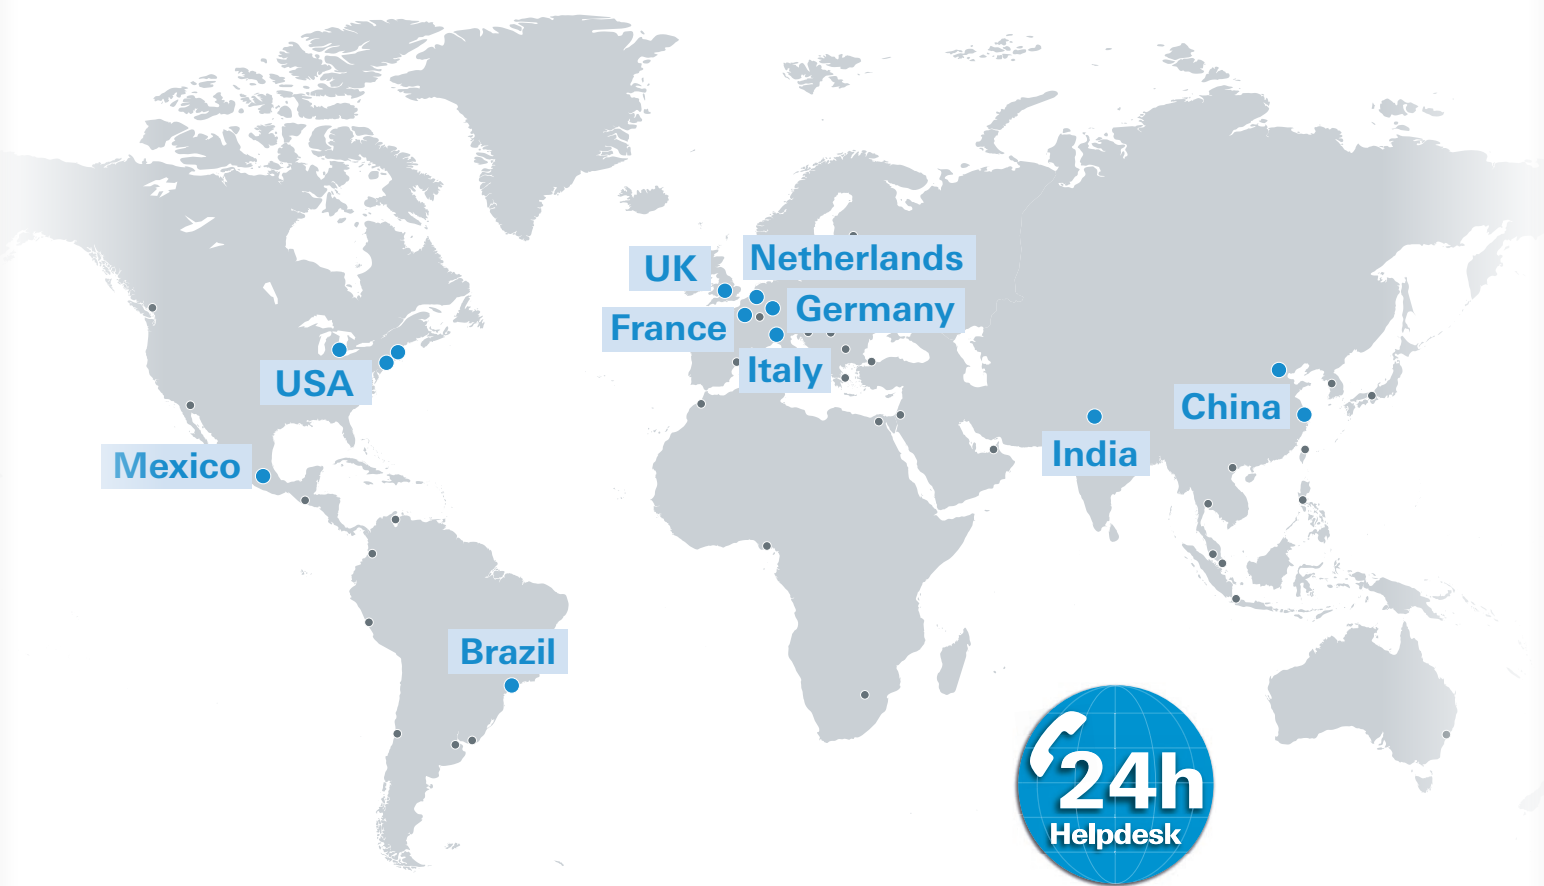 UK
Netherlands
Germany
France
Italy
USA
China
Mexico
India
Brazil
24h
Helpdesk